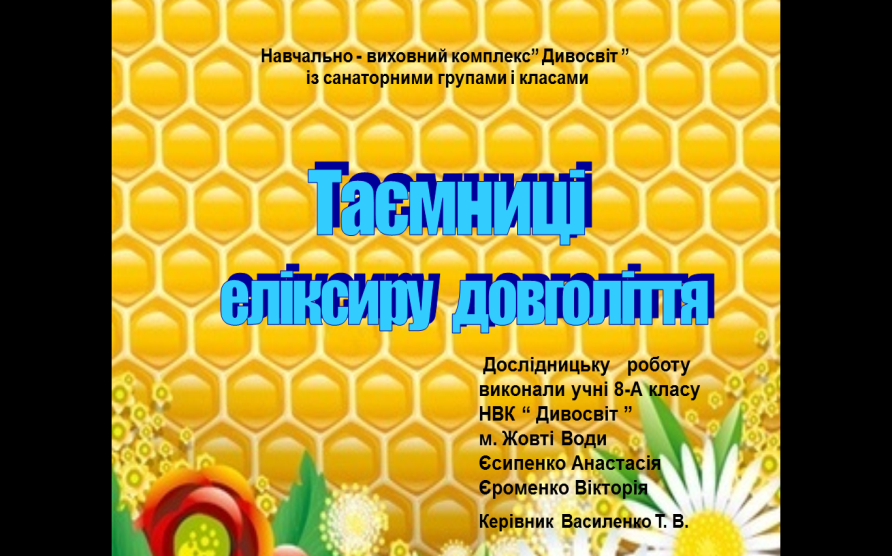 Навчально - виховний комплекс” Дивосвіт ”
із санаторними групами і класами
Таємниці
еліксиру довголіття
Дослідницьку роботу
виконали учні 8-А класу
НВК “ Дивосвіт ”
м. Жовті Води
Єсипенко Анастасія
Єроменко Вікторія
Керівник Василенко Т. В.